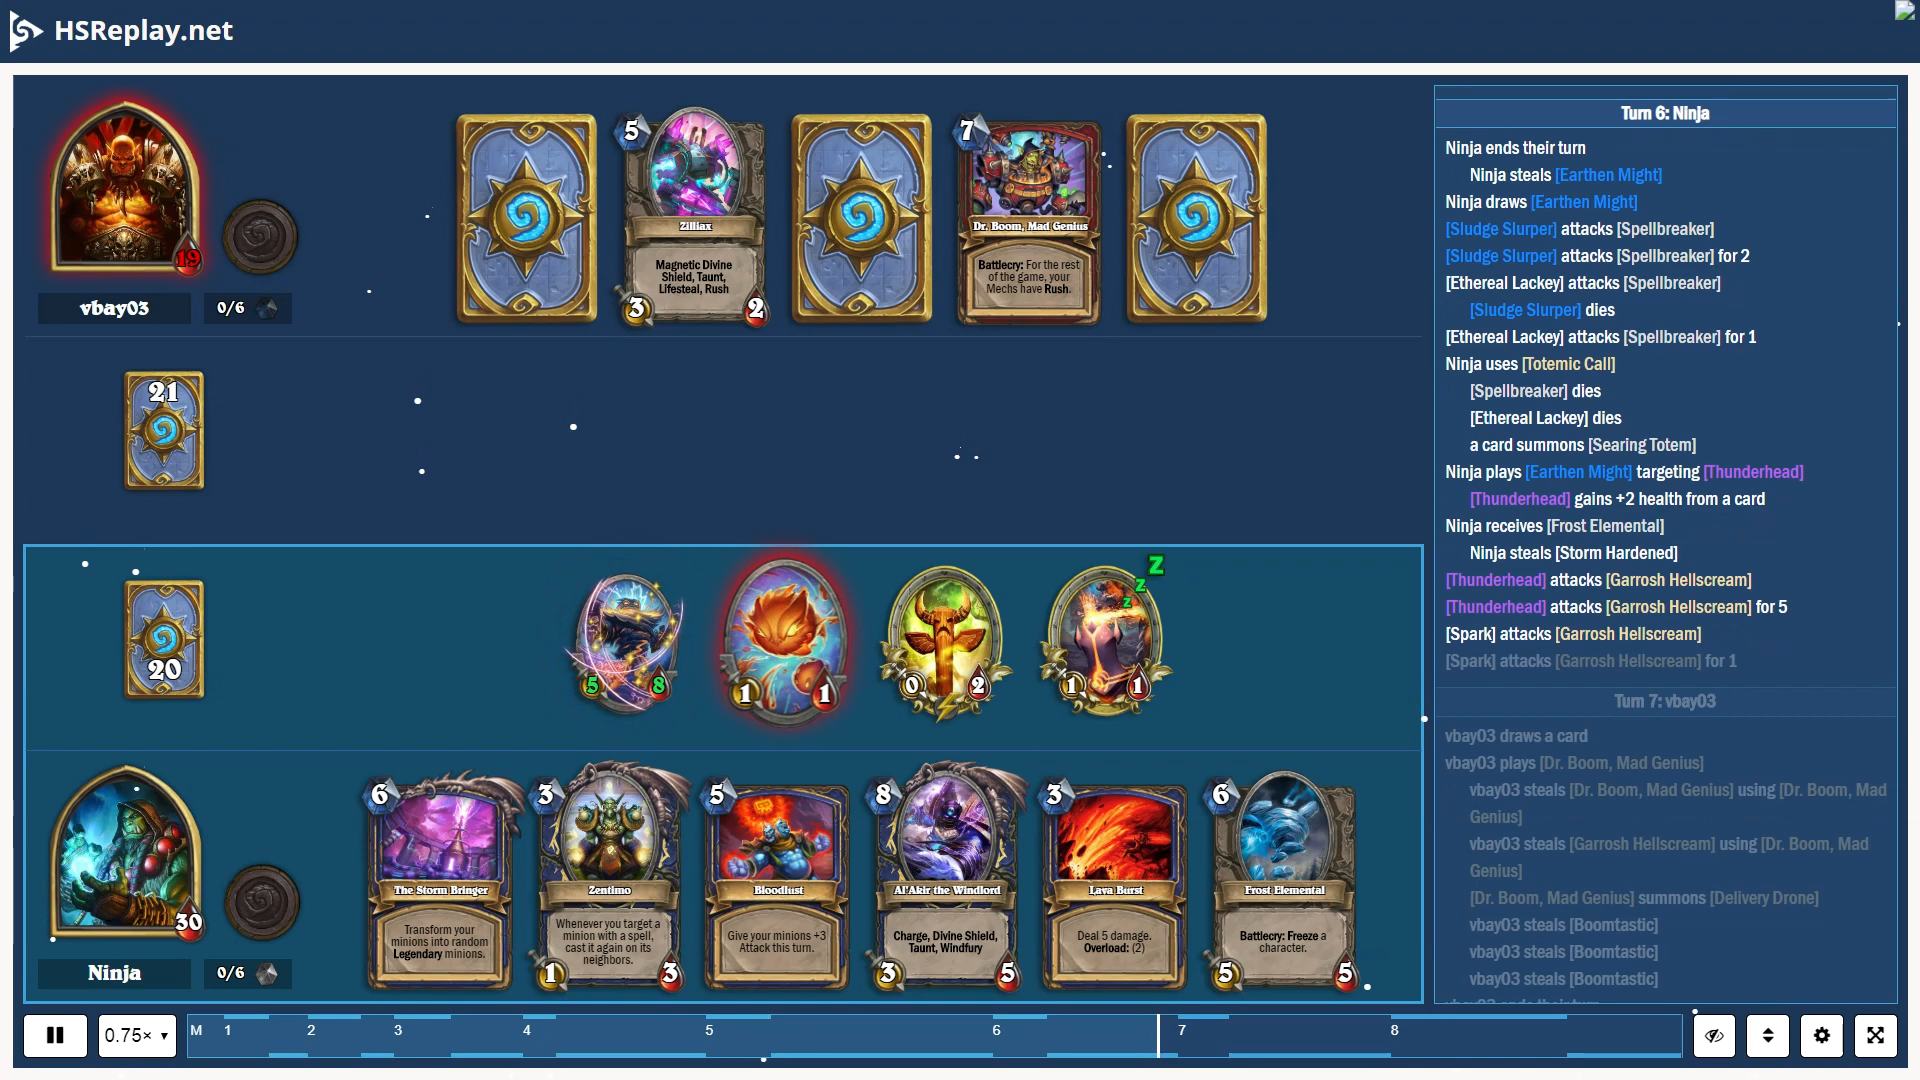 HSReplay.net
19
vbay03
0/6
5
Zilliax
Magnetic Divine
Shield, Taunt,
Lifesteal, Rush
3
2
7
Dr. Boom, Mad Genius
Battlecry: For the rest
of the game, your
Mechs have Rush.
21
20
5
8
1
1
0
2
1
1
Z
z
z
30
Ninja
0/6
6
The Storm Bringer
Transform your
minions into random
Legendary minions.
3
Zentimo
Whenever you target a
minion with a spell,
cast it again on its
neighbors.
1
3
5
Bloodlust
Give your minions +3
Attack this turn.
8
Al'Akir the Windlord
Charge, Divine Shield,
Taunt, Windfury
3
5
3
Lava Burst
Deal 5 damage.
Overload: (2)
6
Frost Elemental
Battlecry: Freeze a
character.
5
5
Turn 6: Ninja
Ninja ends their turn
Ninja steals [Earthen Might]
Ninja draws [Earthen Might]
[Sludge Slurper] attacks [Spellbreaker]
[Sludge Slurper] attacks [Spellbreaker] for 2
[Ethereal Lackey] attacks [Spellbreaker]
[Sludge Slurper] dies
[Ethereal Lackey] attacks [Spellbreaker] for 1
Ninja uses [Totemic Call]
[Spellbreaker] dies
[Ethereal Lackey] dies
a card summons [Searing Totem]
Ninja plays [Earthen Might] targeting [Thunderhead]
[Thunderhead] gains +2 health from a card
Ninja receives [Frost Elemental]
Ninja steals [Storm Hardened]
[Thunderhead] attacks [Garrosh Hellscream]
[Thunderhead] attacks [Garrosh Hellscream] for 5
[Spark] attacks [Garrosh Hellscream]
[Spark] attacks [Garrosh Hellscream] for 1
Turn 7: vbay03
vbay03 draws a card
vbay03 plays [Dr. Boom, Mad Genius]
vbay03 steals [Dr. Boom, Mad Genius] using [Dr. Boom, Mad
Genius]
vbay03 steals [Garrosh Hellscream] using [Dr. Boom, Mad
Genius]
[Dr. Boom, Mad Genius] summons [Delivery Drone]
vbay03 steals [Boomtastic]
vbay03 steals [Boomtastic]
vbay03 steals [Boomtastic]
vbay03 ends their turn
0.75× ▾
M 1 2 3 4 5 6 7 8